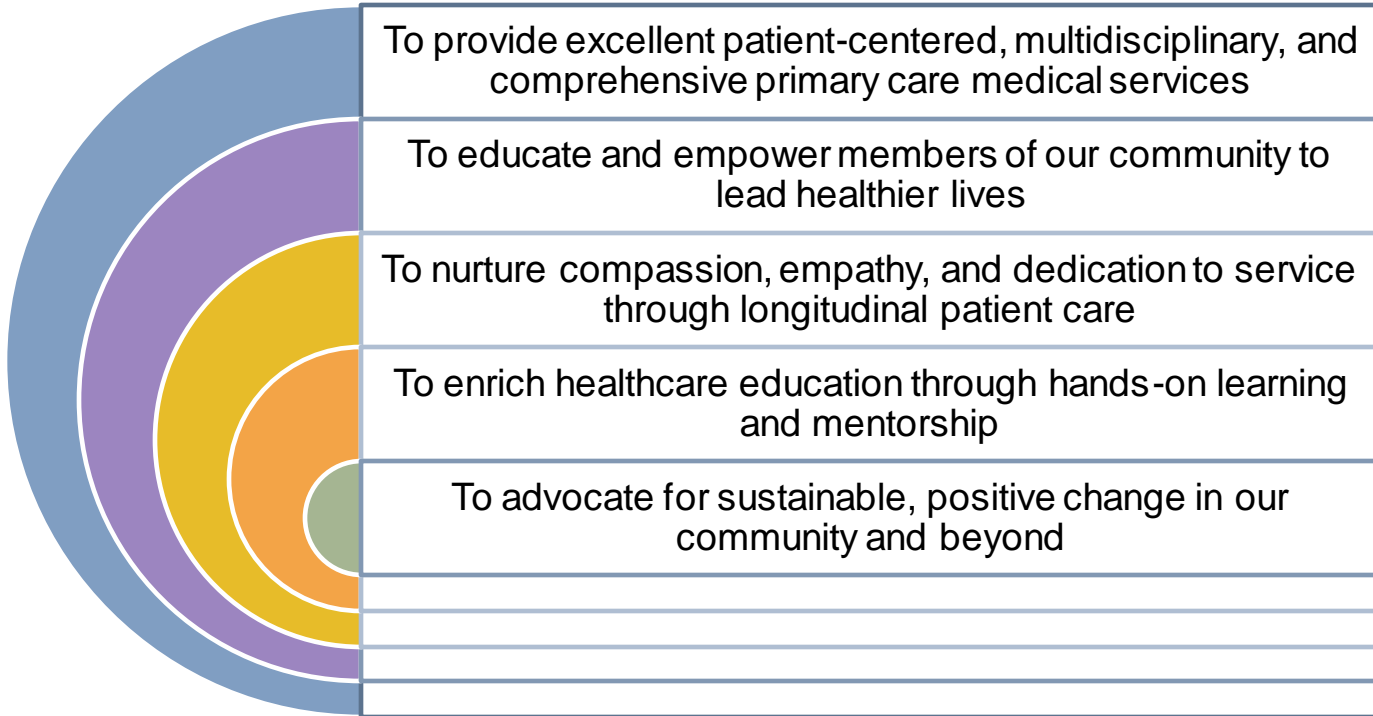 To provide excellent patient-centered, multidisciplinary, and
comprehensive primary care medical services
To educate and empower members of our community to
lead healthier lives
To nurture compassion, empathy, and dedication to service
through longitudinal patient care
To enrich healthcare education through hands-on learning
and mentorship
To advocate for sustainable, positive change in our
community and beyond